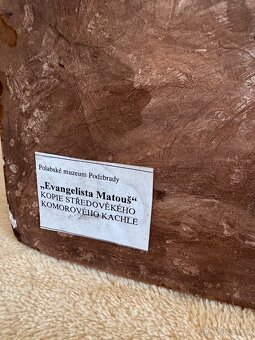 Polabské muzeum Poděbrady
„Evangelista Matouš“
KOPIE STŘEDOVĚKÉHO
KOMOROVÉHO KACHLE